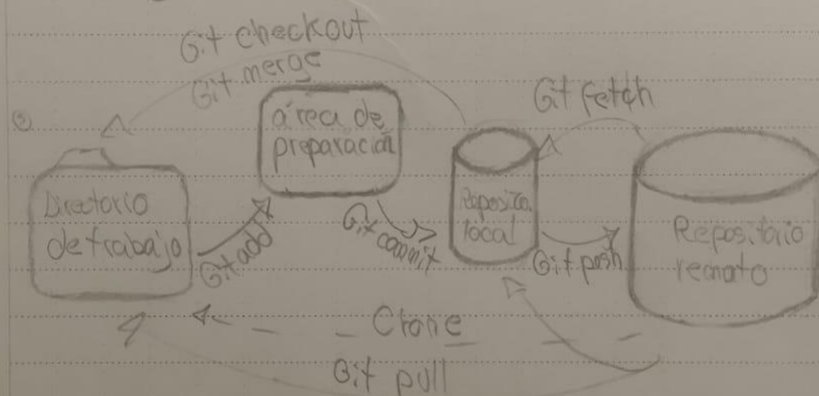 Git checkout
Git merge
área de
preparación
Git fetch
Directorio
de trabajo
Git add
Git commit
local
Git push
Repositorio
remoto
Clone
Git pull